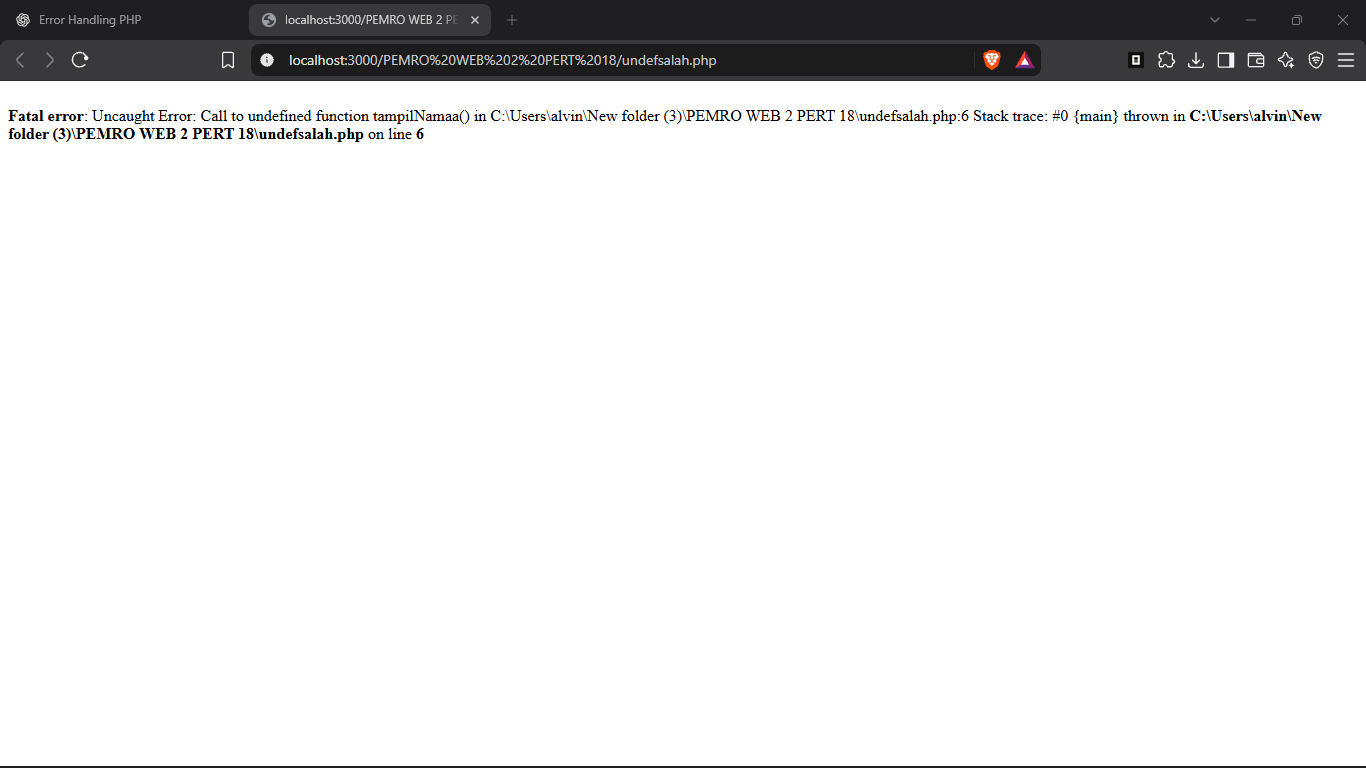 Error Handling PHP
localhost:3000/PEMRO WEB 2 PE
localhost:3000/PEMRO%20WEB%202%20PERT%2018/undefsalah.php
Fatal error: Uncaught Error: Call to undefined function tampilNamaa() in C:\Users\alvin\New folder (3)\PEMRO WEB 2 PERT 18\undefsalah.php:6 Stack trace: #0 {main} thrown in C:\Users\alvin\New
folder (3)\PEMRO WEB 2 PERT 18\undefsalah.php on line 6